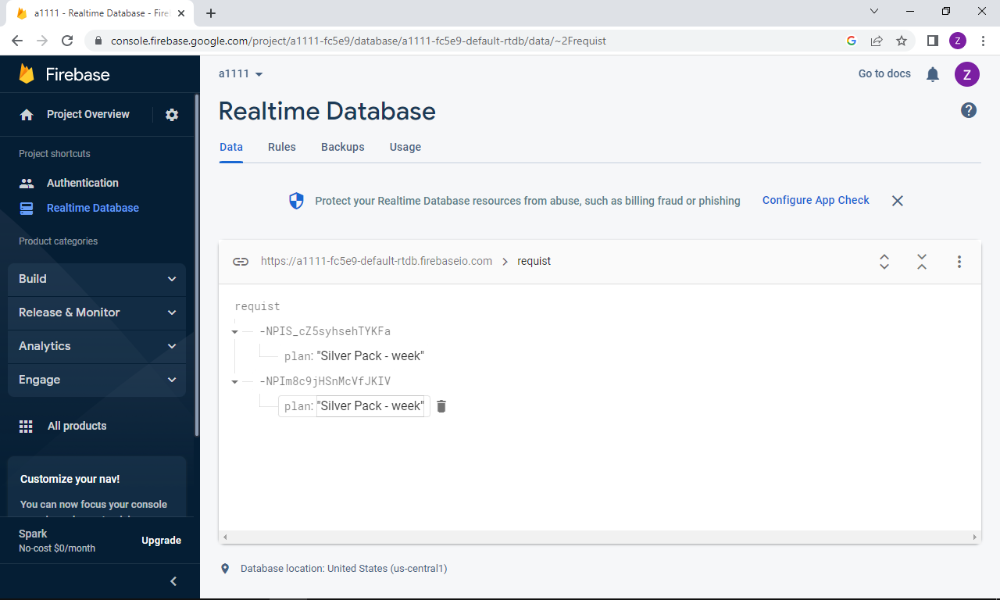 a1111 - Realtime Database - Fire
console.firebase.google.com/project/a1111-fc5e9/database/a1111-fc5e9-default-rtdb/data/~2Frequist
Z
Firebase
Project Overview
Project shortcuts
Authentication
Realtime Database
Product categories
Build
Release & Monitor
Analytics
Engage
All products
Customize your nav!
You can now focus your console
Spark
No-cost $0/month
Upgrade
a1111
Go to docs
Z
Realtime Database
Data Rules Backups Usage
Protect your Realtime Database resources from abuse, such as billing fraud or phishing Configure App Check
https://a1111-fc5e9-default-rtdb.firebaseio.com > requist
requist
-NPIS_cZ5syhsehTYKFa
plan: "Silver Pack - week"
-NPIm8c9jHSnMcVfJKIV
plan: "Silver Pack - week"
Database location: United States (us-central1)